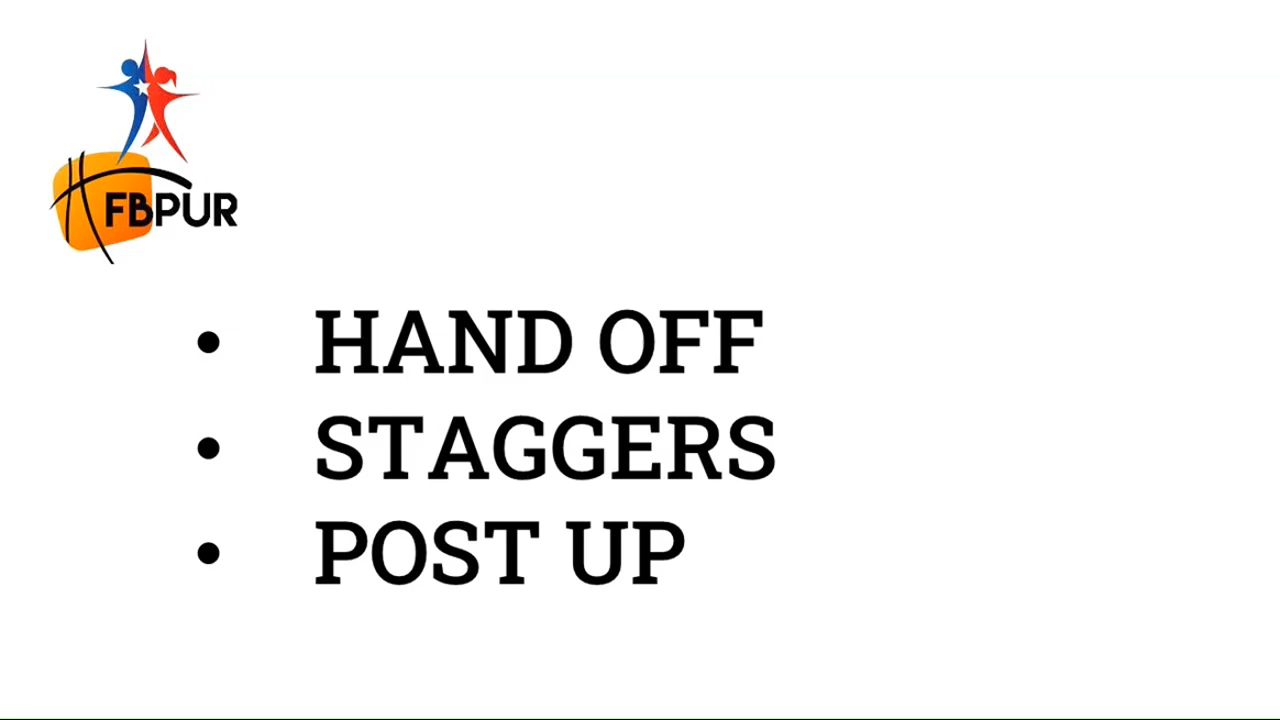 FBPUR
• HAND OFF
• STAGGERS
• POST UP